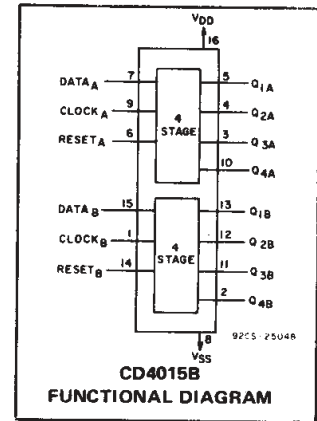 VDD
16
DATAA 7 5 Q1A
CLOCKA 9 4 Q2A
RESETA 6 4 STAGE 3 Q3A
10 Q4A
DATAB 15 13 Q1B
CLOCKB 1 12 Q2B
RESETB 14 4 STAGE 11 Q3B
2 Q4B
92CS-25048
8
VSS
CD4015B
FUNCTIONAL DIAGRAM